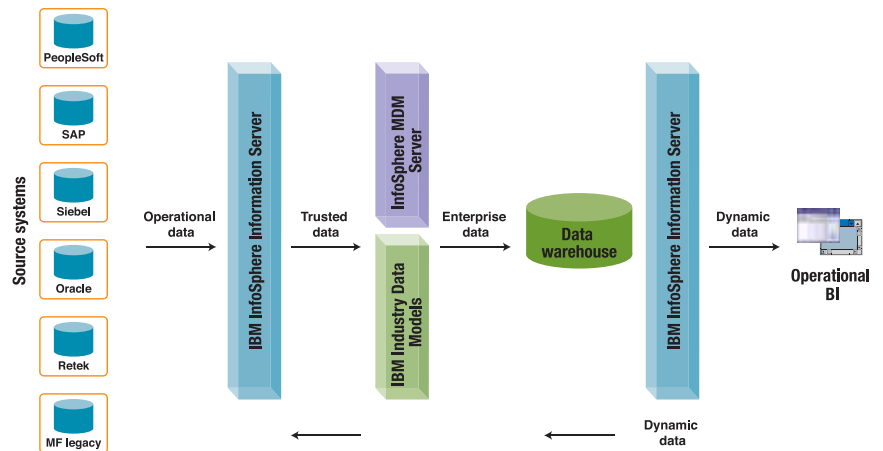 Source systems
PeopleSoft
SAP
Siebel
Oracle
Retek
MF legacy
Operational
data
IBM InfoSphere Information Server
Trusted
data
InfoSphere MDM
Server
IBM Industry Data
Models
Enterprise
data
Data
warehouse
IBM InfoSphere Information Server
Dynamic
data
Operational
BI
Dynamic
data